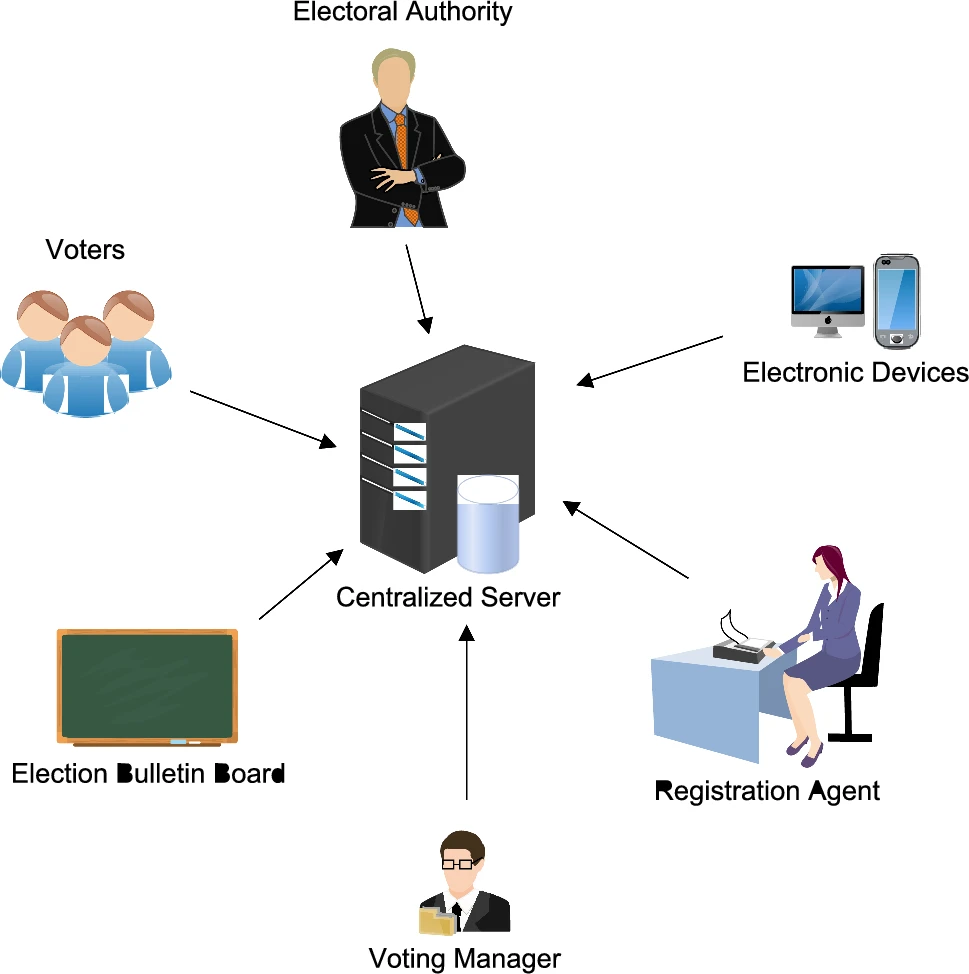 Electoral Authority
Voters
Electronic Devices
Centralized Server
Election Bulletin Board
Registration Agent
Voting Manager